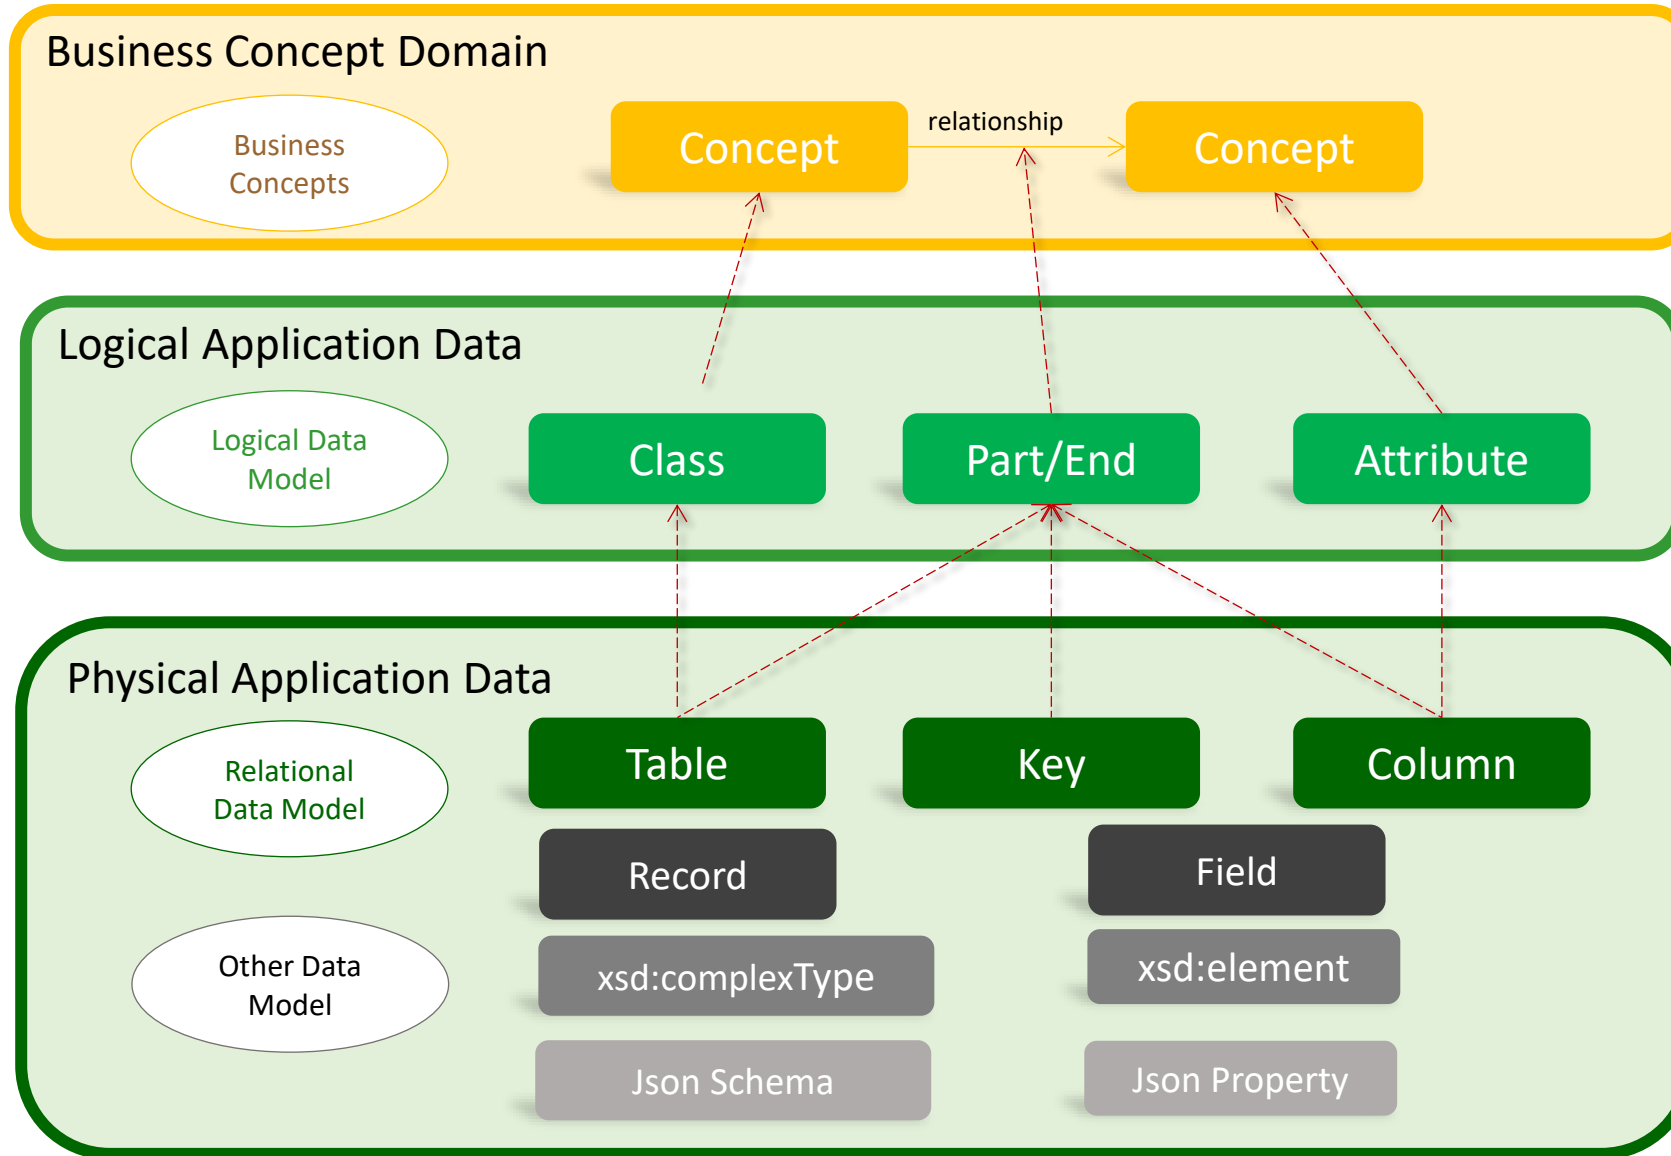 Business Concept Domain
Business
Concepts
Concept
relationship
Concept
Logical Application Data
Logical Data
Model
Class
Part/End
Attribute
Physical Application Data
Relational
Data Model
Table
Key
Column
Record
Field
Other Data
Model
xsd:complexType
xsd:element
Json Schema
Json Property